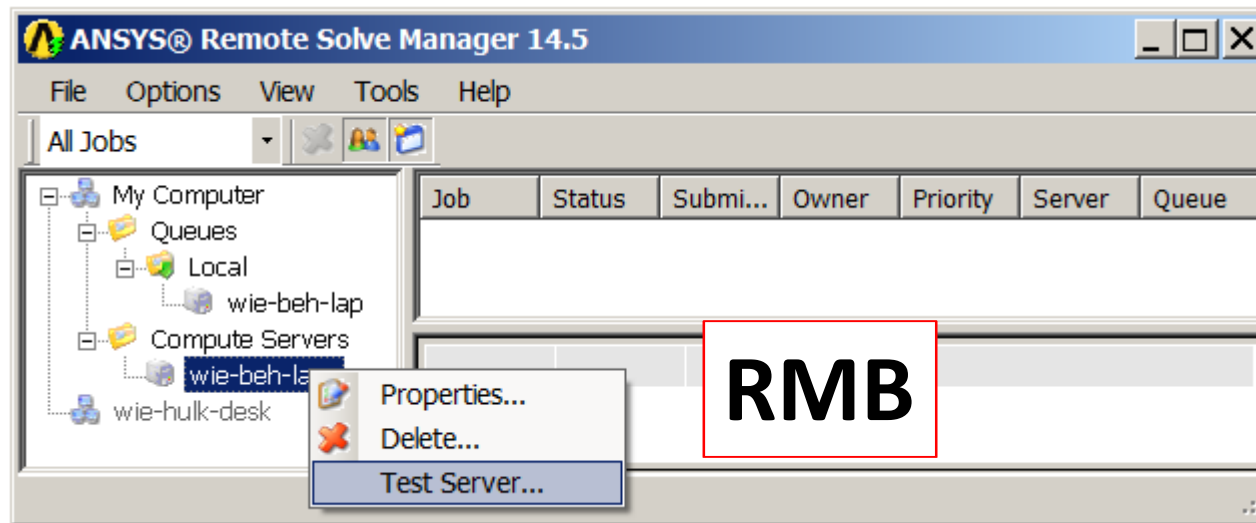 ANSYS® Remote Solve Manager 14.5
File Options View Tools Help
All Jobs
My Computer
Queues
Local
wie-beh-lap
Compute Servers
wie-beh-la
wie-hulk-desk
Job Status Submi... Owner Priority Server Queue
Properties...
Delete...
Test Server...
RMB